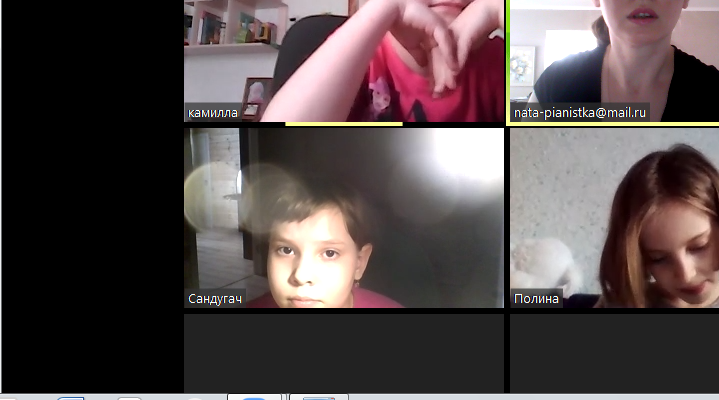 камилла
nata-pianistka@mail.ru
Сандугач
Полина